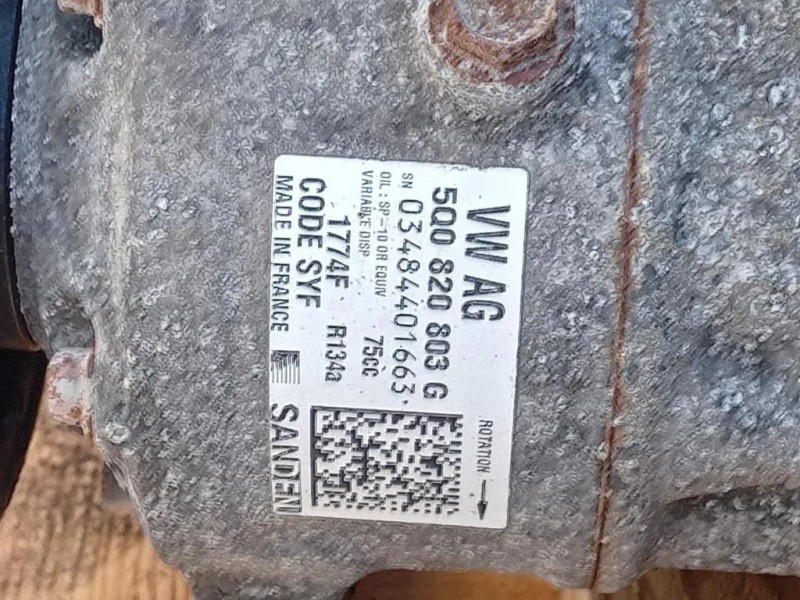 VW AG
5Q0 820 803 G
SN 03484401663.
OIL: SP-10 OR EQUIV 75CC
VARIABLE DISP
1774F R134a
CODE SYF
MADE IN FRANCE
SANDEN
ROTATION